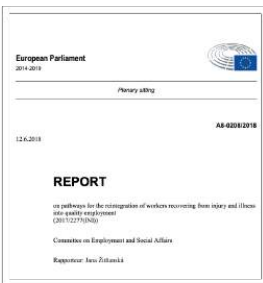 European Parliament
2014-2019
Plenary sitting
A8-0208/2018
12.6.2018
REPORT
on pathways for the reintegration of workers recovering from injury and illness
into quality employment
(2017/2277(INI))
Committee on Employment and Social Affairs
Rapporteur: Jana Žitňanská